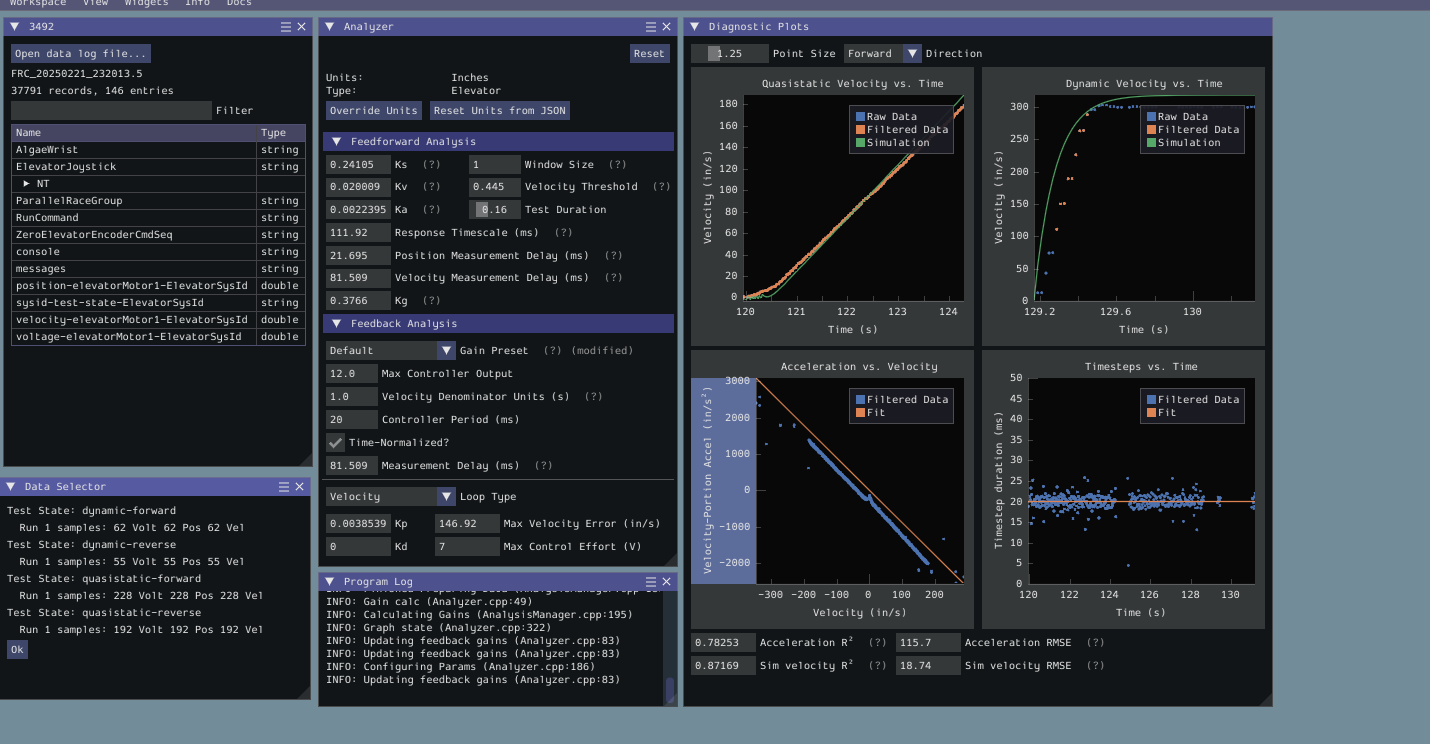 Workspace View Widgets Info Docs
3492
Open data log file...
FRC_20250221_232013.5
37791 records, 146 entries
Filter
Name Type
AlgaeWrist string
ElevatorJoystick string
NT
ParallelRaceGroup string
RunCommand string
ZeroElevatorEncoderCmdSeq string
console string
messages string
position-elevatorMotor1-ElevatorSysId double
sysid-test-state-ElevatorSysId string
velocity-elevatorMotor1-ElevatorSysId double
voltage-elevatorMotor1-ElevatorSysId double
Data Selector
Test State: dynamic-forward
Run 1 samples: 62 Volt 62 Pos 62 Vel
Test State: dynamic-reverse
Run 1 samples: 55 Volt 55 Pos 55 Vel
Test State: quasistatic-forward
Run 1 samples: 228 Volt 228 Pos 228 Vel
Test State: quasistatic-reverse
Run 1 samples: 192 Volt 192 Pos 192 Vel
Ok
Analyzer
Reset
Units: Inches
Type: Elevator
Override Units Reset Units from JSON
Feedforward Analysis
0.24105 Ks (?) 1 Window Size (?)
0.020009 Kv (?) 0.445 Velocity Threshold (?)
0.0022395 Ka (?) 0.16 Test Duration
111.92 Response Timescale (ms) (?)
21.695 Position Measurement Delay (ms) (?)
81.509 Velocity Measurement Delay (ms) (?)
0.3766 Kg (?)
Feedback Analysis
Default Gain Preset (?) (modified)
12.0 Max Controller Output
1.0 Velocity Denominator Units (s) (?)
20 Controller Period (ms)
Time-Normalized?
81.509 Measurement Delay (ms) (?)
Velocity Loop Type
0.0038539 Kp 146.92 Max Velocity Error (in/s)
0 Kd 7 Max Control Effort (V)
Program Log
INFO: Gain calc (Analyzer.cpp:49)
INFO: Calculating Gains (AnalysisManager.cpp:195)
INFO: Graph state (Analyzer.cpp:322)
INFO: Updating feedback gains (Analyzer.cpp:83)
INFO: Updating feedback gains (Analyzer.cpp:83)
INFO: Configuring Params (Analyzer.cpp:186)
INFO: Updating feedback gains (Analyzer.cpp:83)
Diagnostic Plots
1.25 Point Size Forward Direction
Quasistatic Velocity vs. Time
Velocity (in/s)
180
160
140
120
100
80
60
40
20
0
120 121 122 123 124
Time (s)
Raw Data
Filtered Data
Simulation
Dynamic Velocity vs. Time
Velocity (in/s)
300
250
200
150
100
50
0
129.2 129.6 130
Time (s)
Raw Data
Filtered Data
Simulation
Acceleration vs. Velocity
Velocity-Portion Accel (in/s²)
3000
2000
1000
0
-1000
-2000
-300 -200 -100 0 100 200
Velocity (in/s)
Filtered Data
Fit
Timesteps vs. Time
Timestep duration (ms)
50
45
40
35
30
25
20
15
10
5
0
120 122 124 126 128 130
Time (s)
Filtered Data
Fit
0.78253 Acceleration R² (?) 115.7 Acceleration RMSE (?)
0.87169 Sim velocity R² (?) 18.74 Sim velocity RMSE (?)